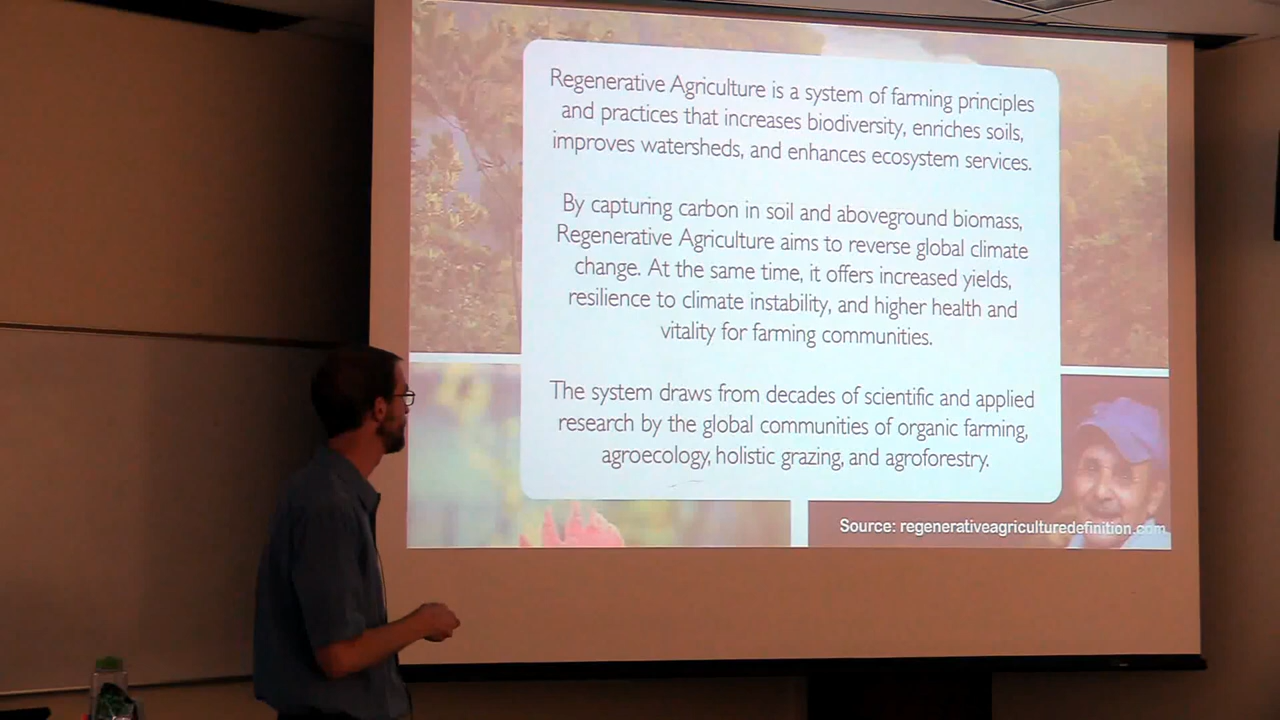 Regenerative Agriculture is a system of farming principles
and practices that increases biodiversity, enriches soils,
improves watersheds, and enhances ecosystem services.
By capturing carbon in soil and aboveground biomass,
Regenerative Agriculture aims to reverse global climate
change. At the same time, it offers increased yields,
resilience to climate instability, and higher health and
vitality for farming communities.
The system draws from decades of scientific and applied
research by the global communities of organic farming,
agroecology, holistic grazing, and agroforestry.
Source: regenerativeagriculturedefinition.com